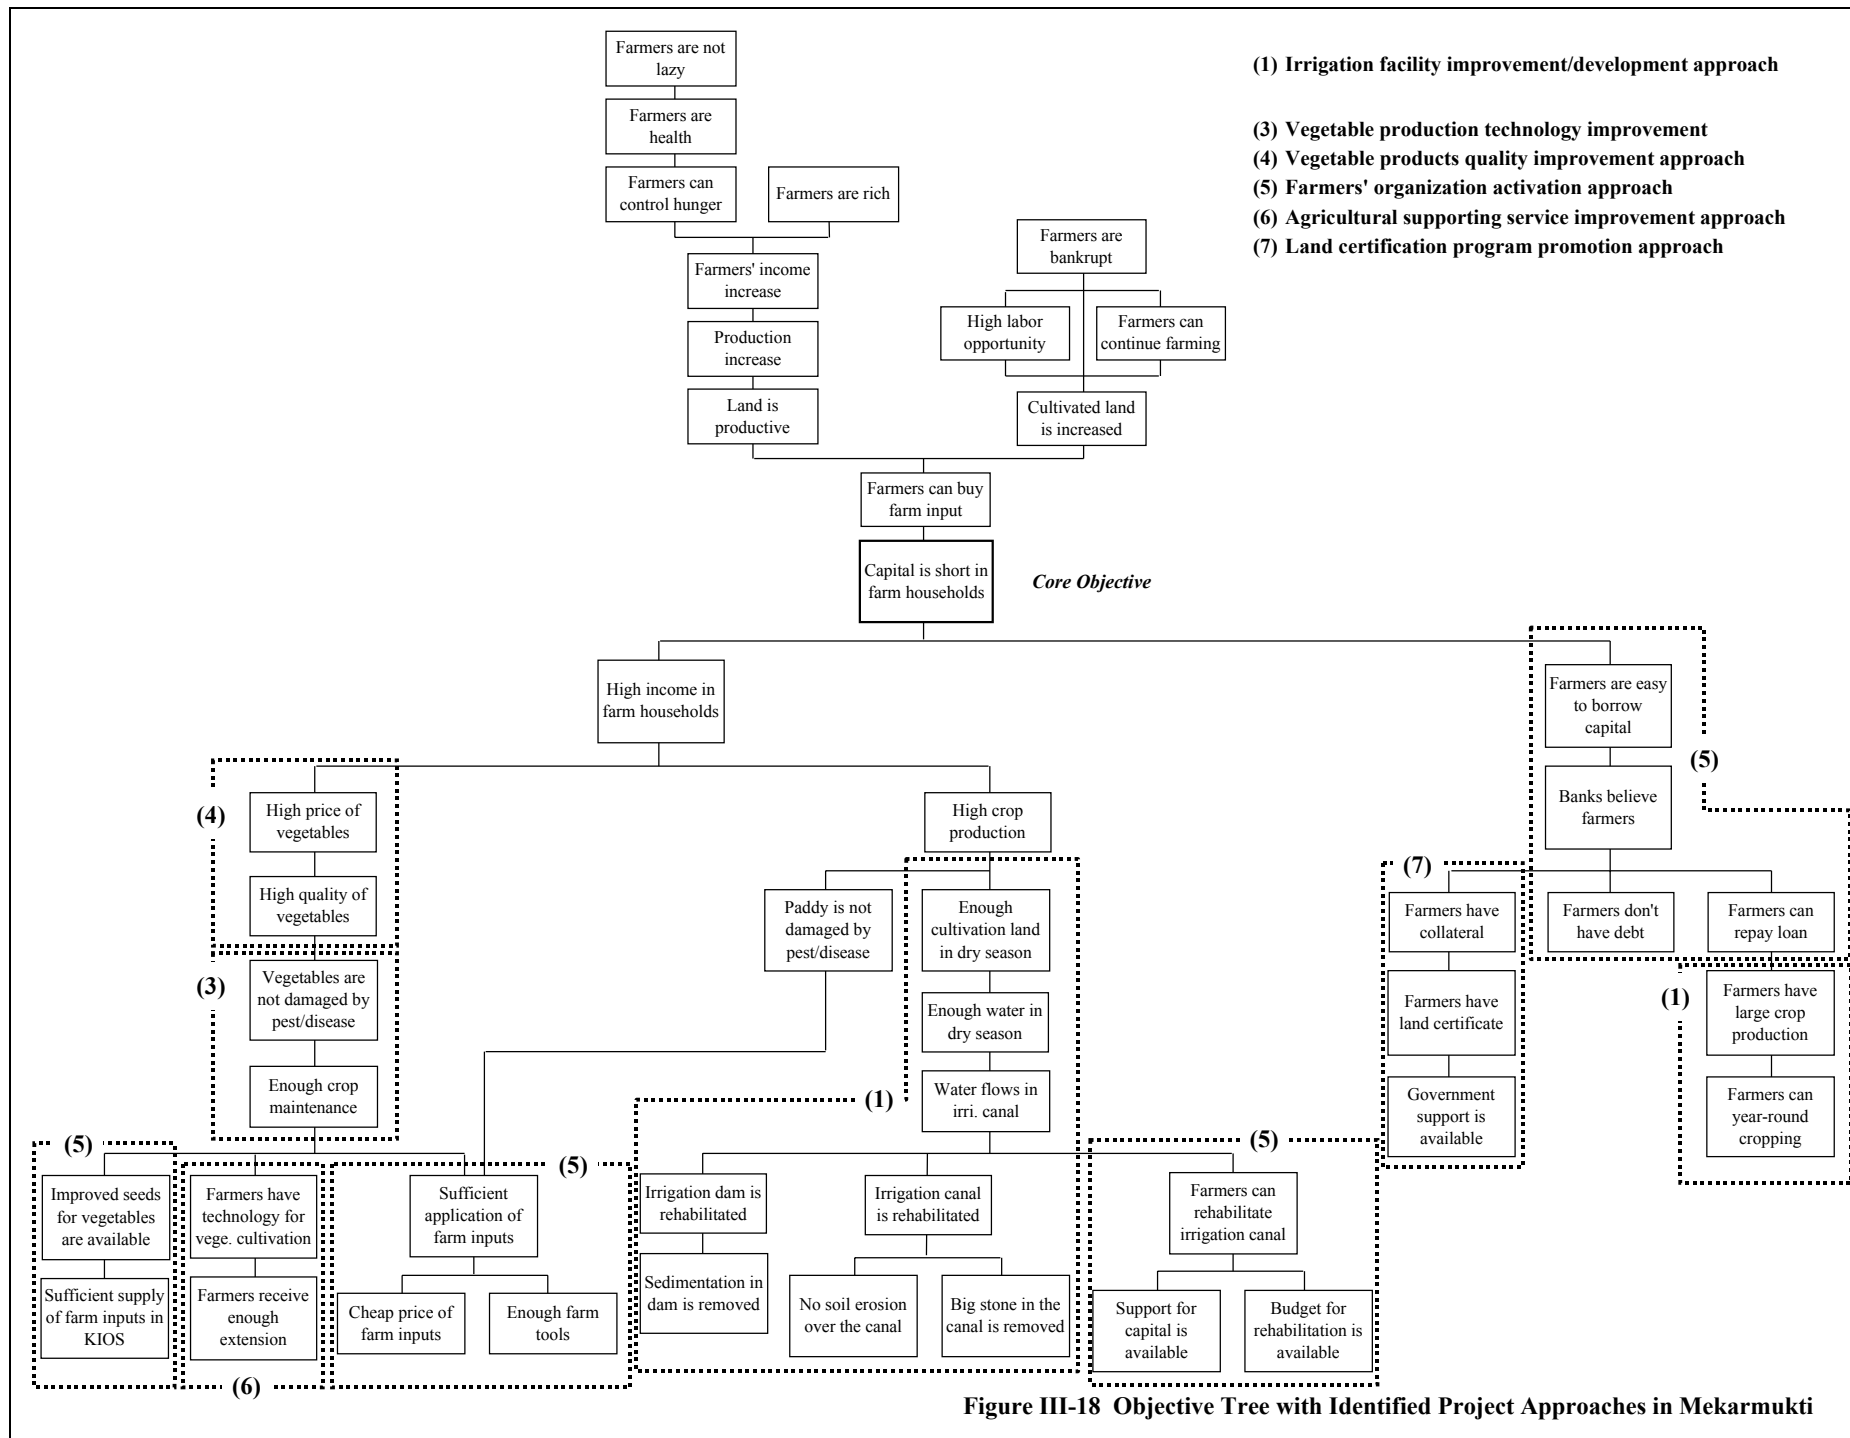 Farmers are not
lazy
Farmers are
health
Farmers can
control hunger
Farmers are rich
Farmers' income
increase
Production
increase
Land is
productive
Farmers are
bankrupt
High labor
opportunity
Farmers can
continue farming
Cultivated land
is increased
(1) Irrigation facility improvement/development approach
(3) Vegetable production technology improvement
(4) Vegetable products quality improvement approach
(5) Farmers' organization activation approach
(6) Agricultural supporting service improvement approach
(7) Land certification program promotion approach
Farmers can buy
farm input
Capital is short in
farm households
Core Objective
High income in
farm households
Farmers are easy
to borrow
capital
(5)
Banks believe
farmers
(4)
High price of
vegetables
High quality of
vegetables
High crop
production
Paddy is not
damaged by
pest/disease
Enough
cultivation land
in dry season
Enough water in
dry season
Water flows in
irri. canal
(1)
(7)
Farmers have
collateral
Farmers don't
have debt
Farmers can
repay loan
Farmers have
land certificate
Government
support is
available
(1)
Farmers have
large crop
production
Farmers can
year-round
cropping
(3)
Vegetables are
not damaged by
pest/disease
Enough crop
maintenance
(5)
Improved seeds
for vegetables
are available
Sufficient supply
of farm inputs in
KIOS
Farmers have
technology for
vege. cultivation
Farmers receive
enough
extension
(6)
(5)
Sufficient
application of
farm inputs
Cheap price of
farm inputs
Enough farm
tools
Irrigation dam is
rehabilitated
Sedimentation in
dam is removed
Irrigation canal
is rehabilitated
No soil erosion
over the canal
Big stone in the
canal is removed
(5)
Farmers can
rehabilitate
irrigation canal
Support for
capital is
available
Budget for
rehabilitation is
available
Figure III-18 Objective Tree with Identified Project Approaches in Mekarmukti